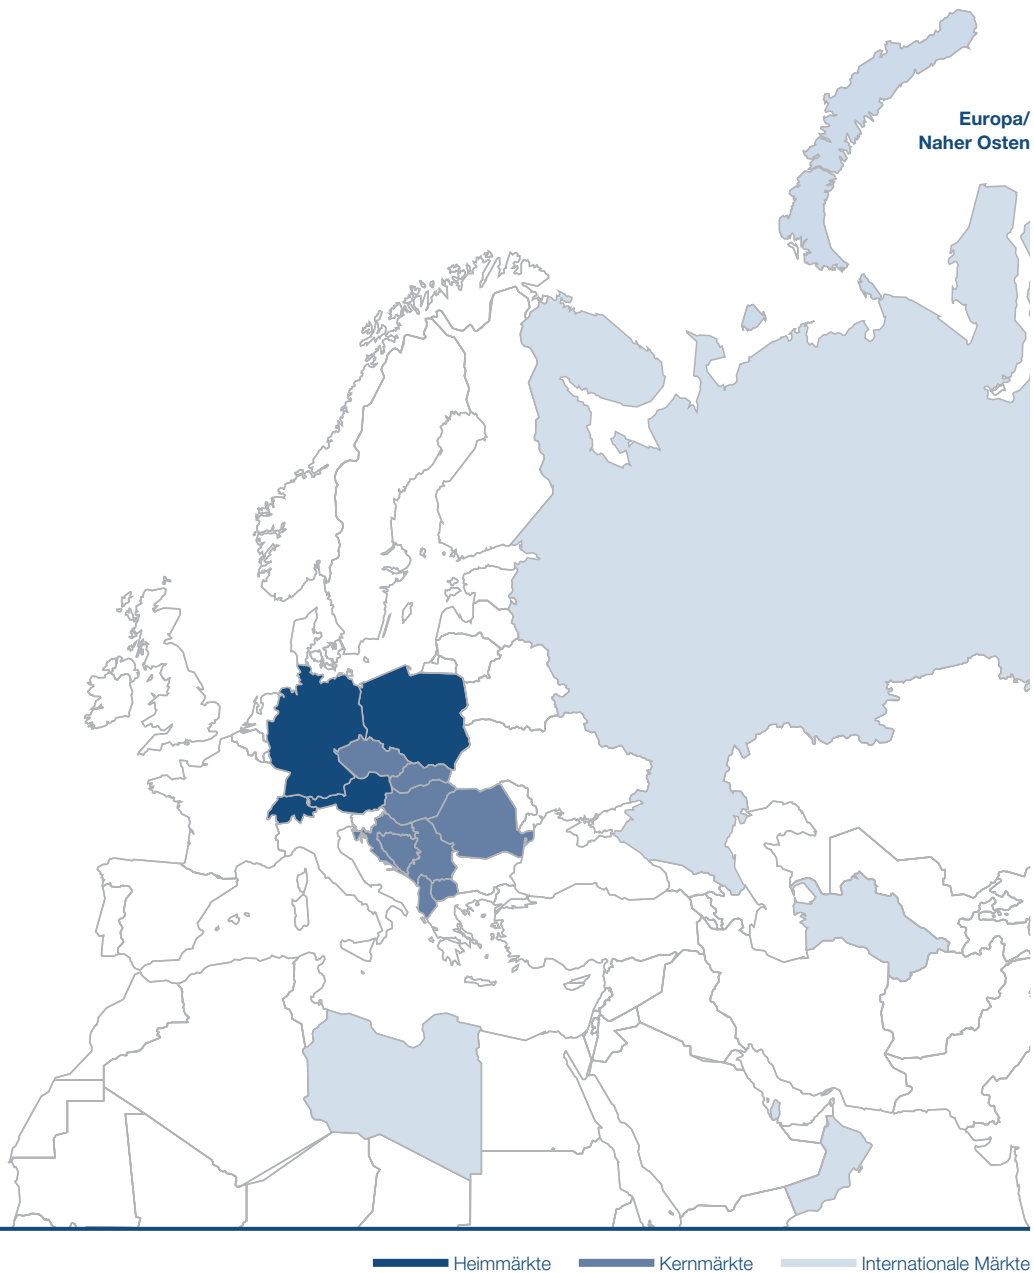 Europa/
Naher Osten
Heimmärkte
Kernmärkte
Internationale Märkte